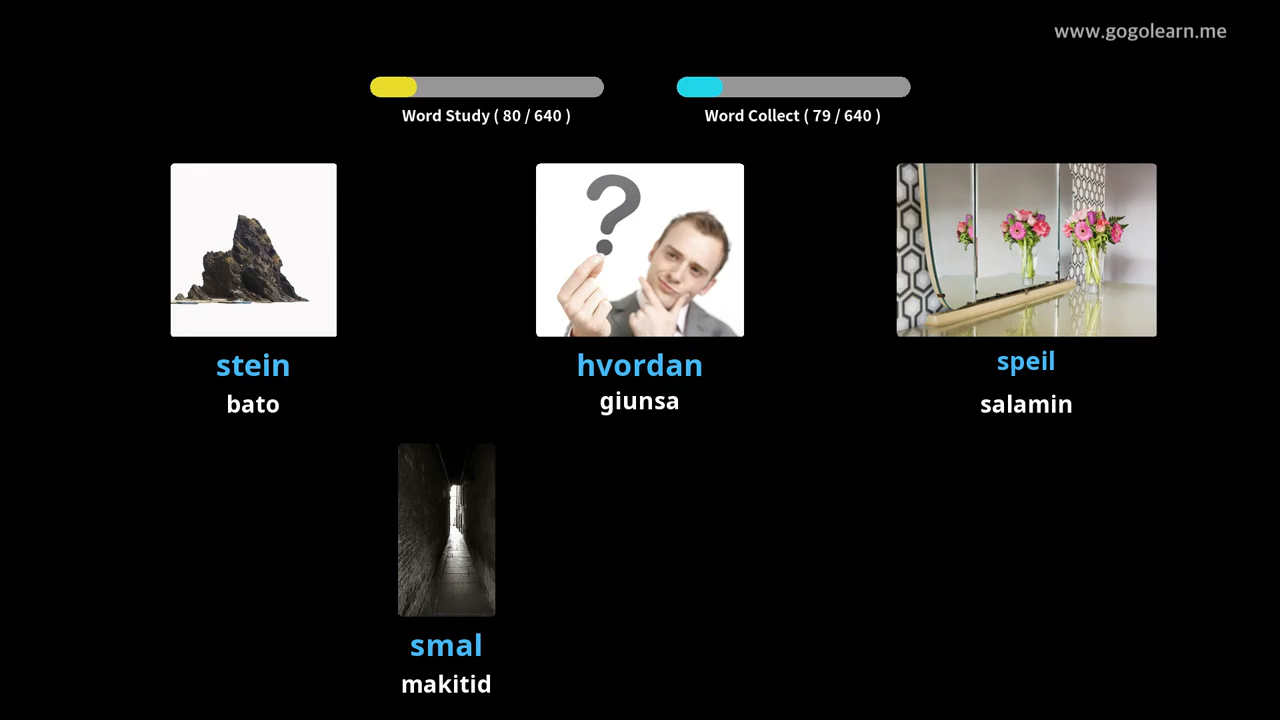 www.gogolearn.me
Word Study ( 80 / 640 )
Word Collect ( 79 / 640 )
?
stein
hvordan
speil
bato
giunsa
salamin
smal
makitid